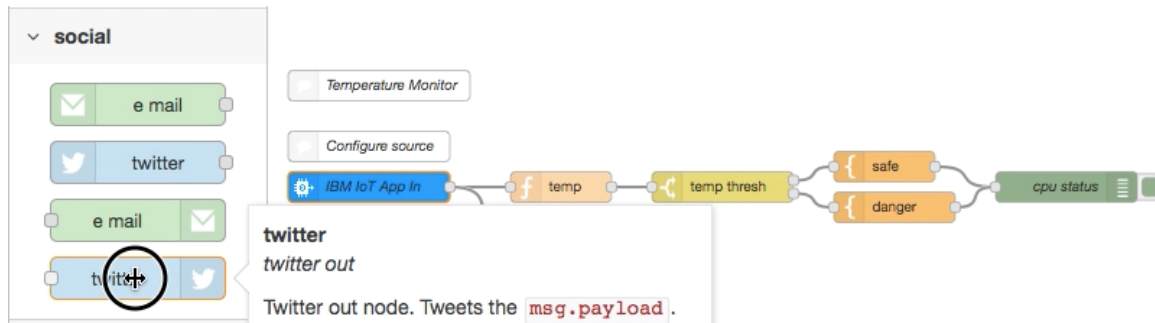 social
e mail
twitter
e mail
twitter
Temperature Monitor
Configure source
IBM IoT App In
temp
temp thresh
safe
danger
cpu status
twitter
twitter out
Twitter out node. Tweets the msg.payload.